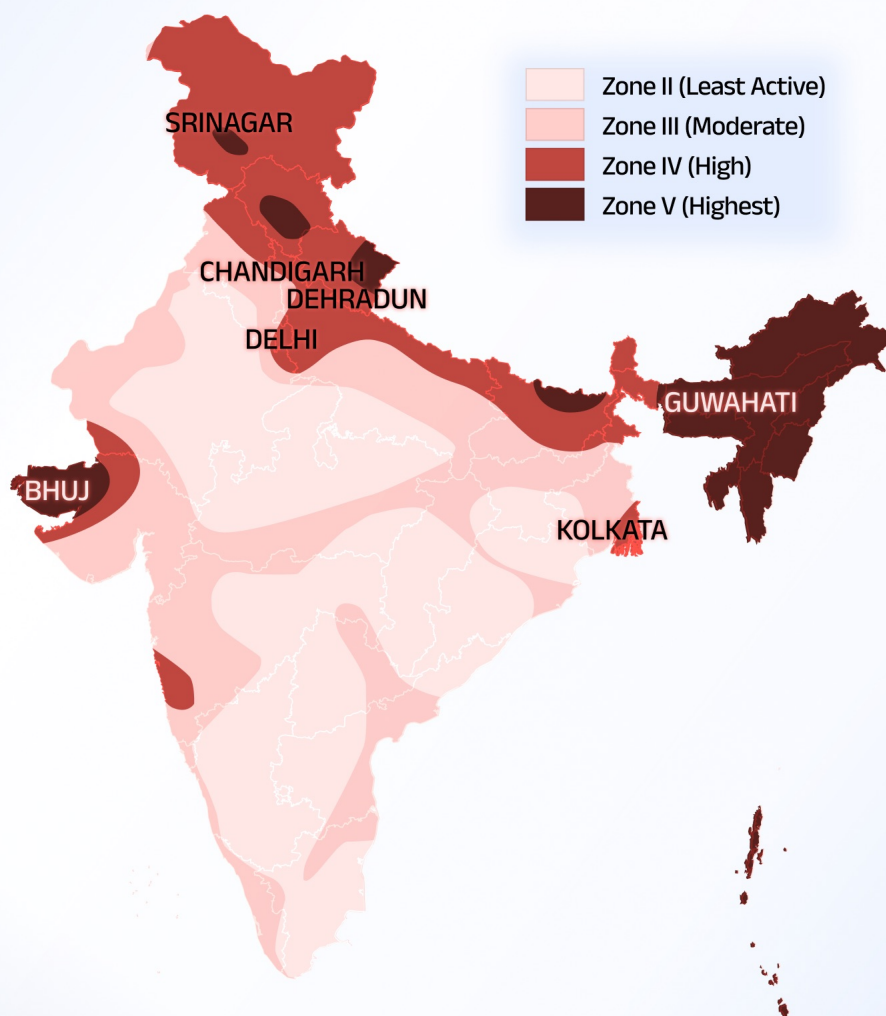 Zone II (Least Active)
Zone III (Moderate)
Zone IV (High)
Zone V (Highest)
SRINAGAR
CHANDIGARH
DEHRADUN
DELHI
GUWAHATI
BHUJ
KOLKATA